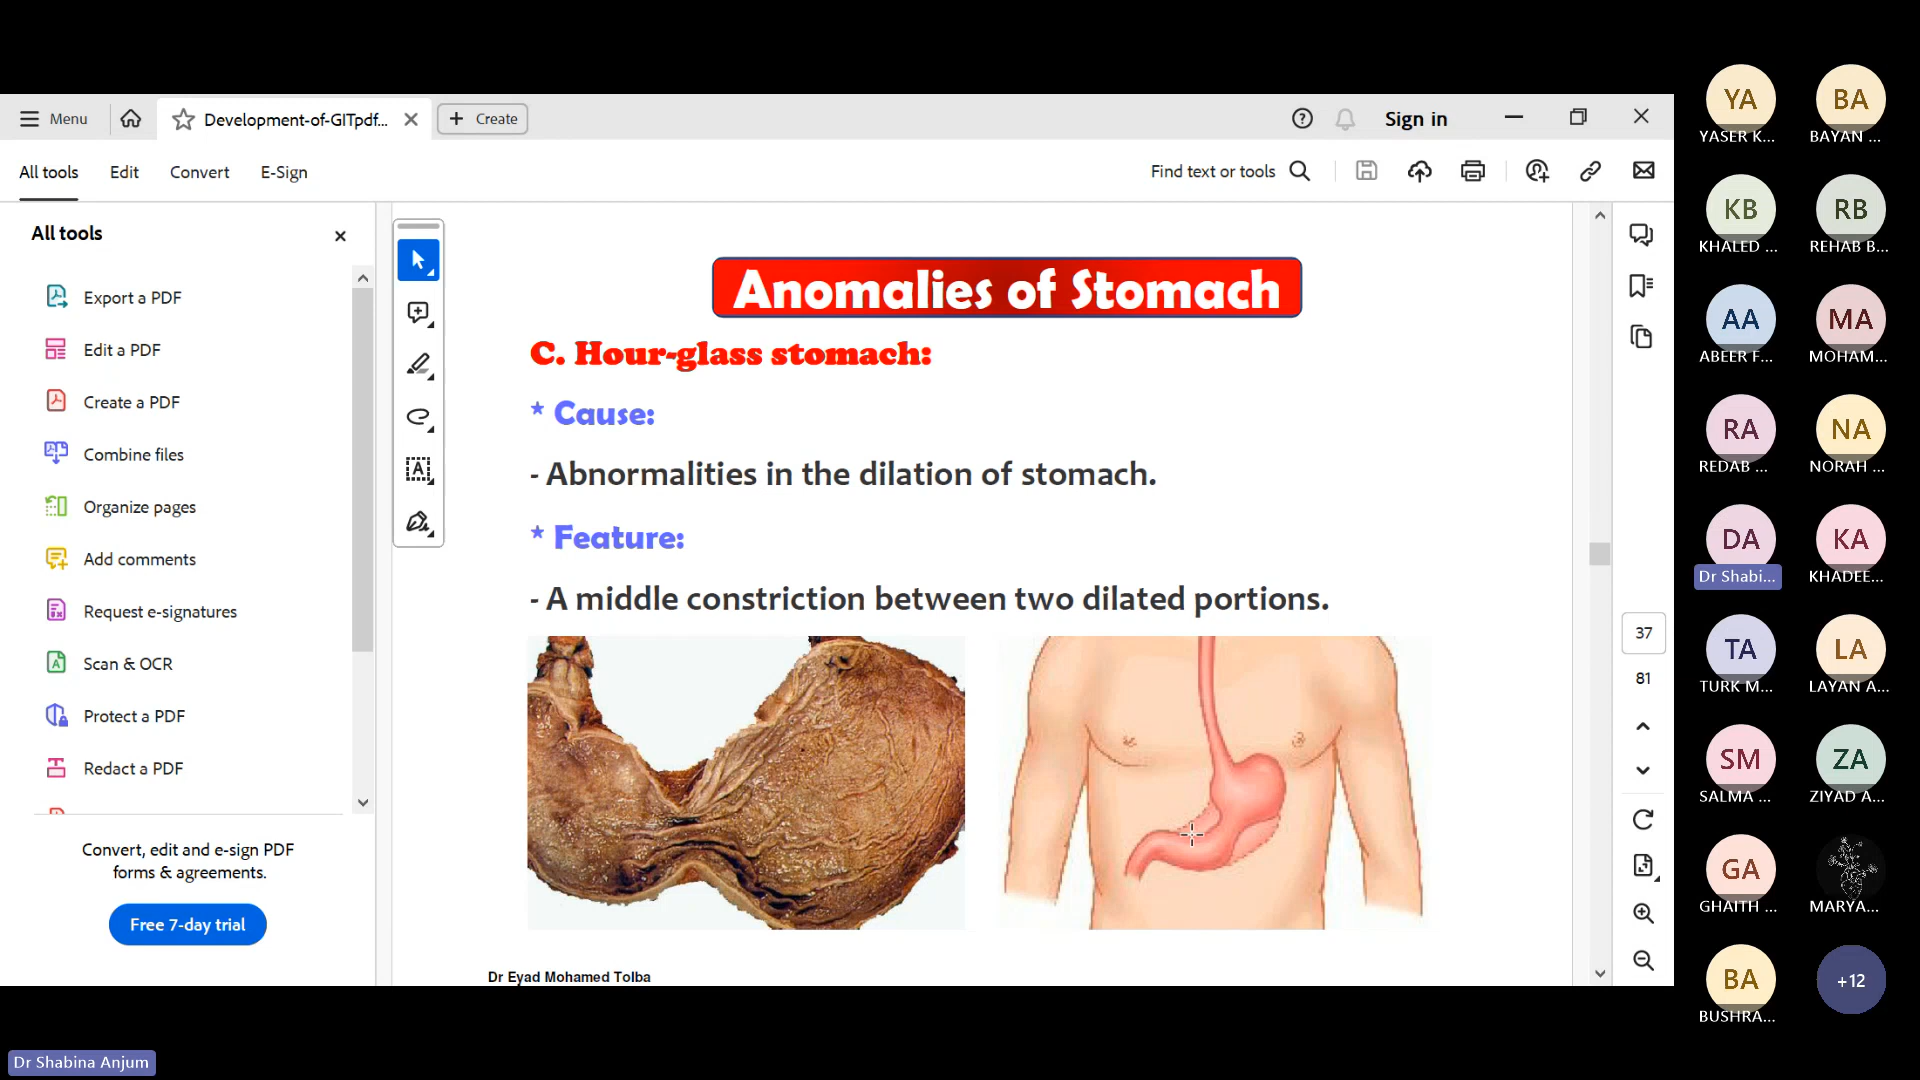 Menu
Development-of-GITpdf...
Create
Sign in
All tools
Edit
Convert
E-Sign
Find text or tools
All tools
Export a PDF
Edit a PDF
Create a PDF
Combine files
Organize pages
Add comments
Request e-signatures
Scan & OCR
Protect a PDF
Redact a PDF
Convert, edit and e-sign PDF
forms & agreements.
Free 7-day trial
Anomalies of Stomach
C. Hour-glass stomach:
* Cause:
- Abnormalities in the dilation of stomach.
* Feature:
- A middle constriction between two dilated portions.
Dr Eyad Mohamed Tolba
37
81
YA
YASER K...
BA
BAYAN ...
KB
KHALED ...
RB
REHAB B...
AA
ABEER F...
MA
MOHAM...
RA
REDAB ...
NA
NORAH ...
DA
Dr Shabi...
KA
KHADEE...
TA
TURK M...
LA
LAYAN A...
SM
SALMA ...
ZA
ZIYAD A...
GA
GHAITH ...
MARYA...
BA
BUSHRA...
+12
Dr Shabina Anjum